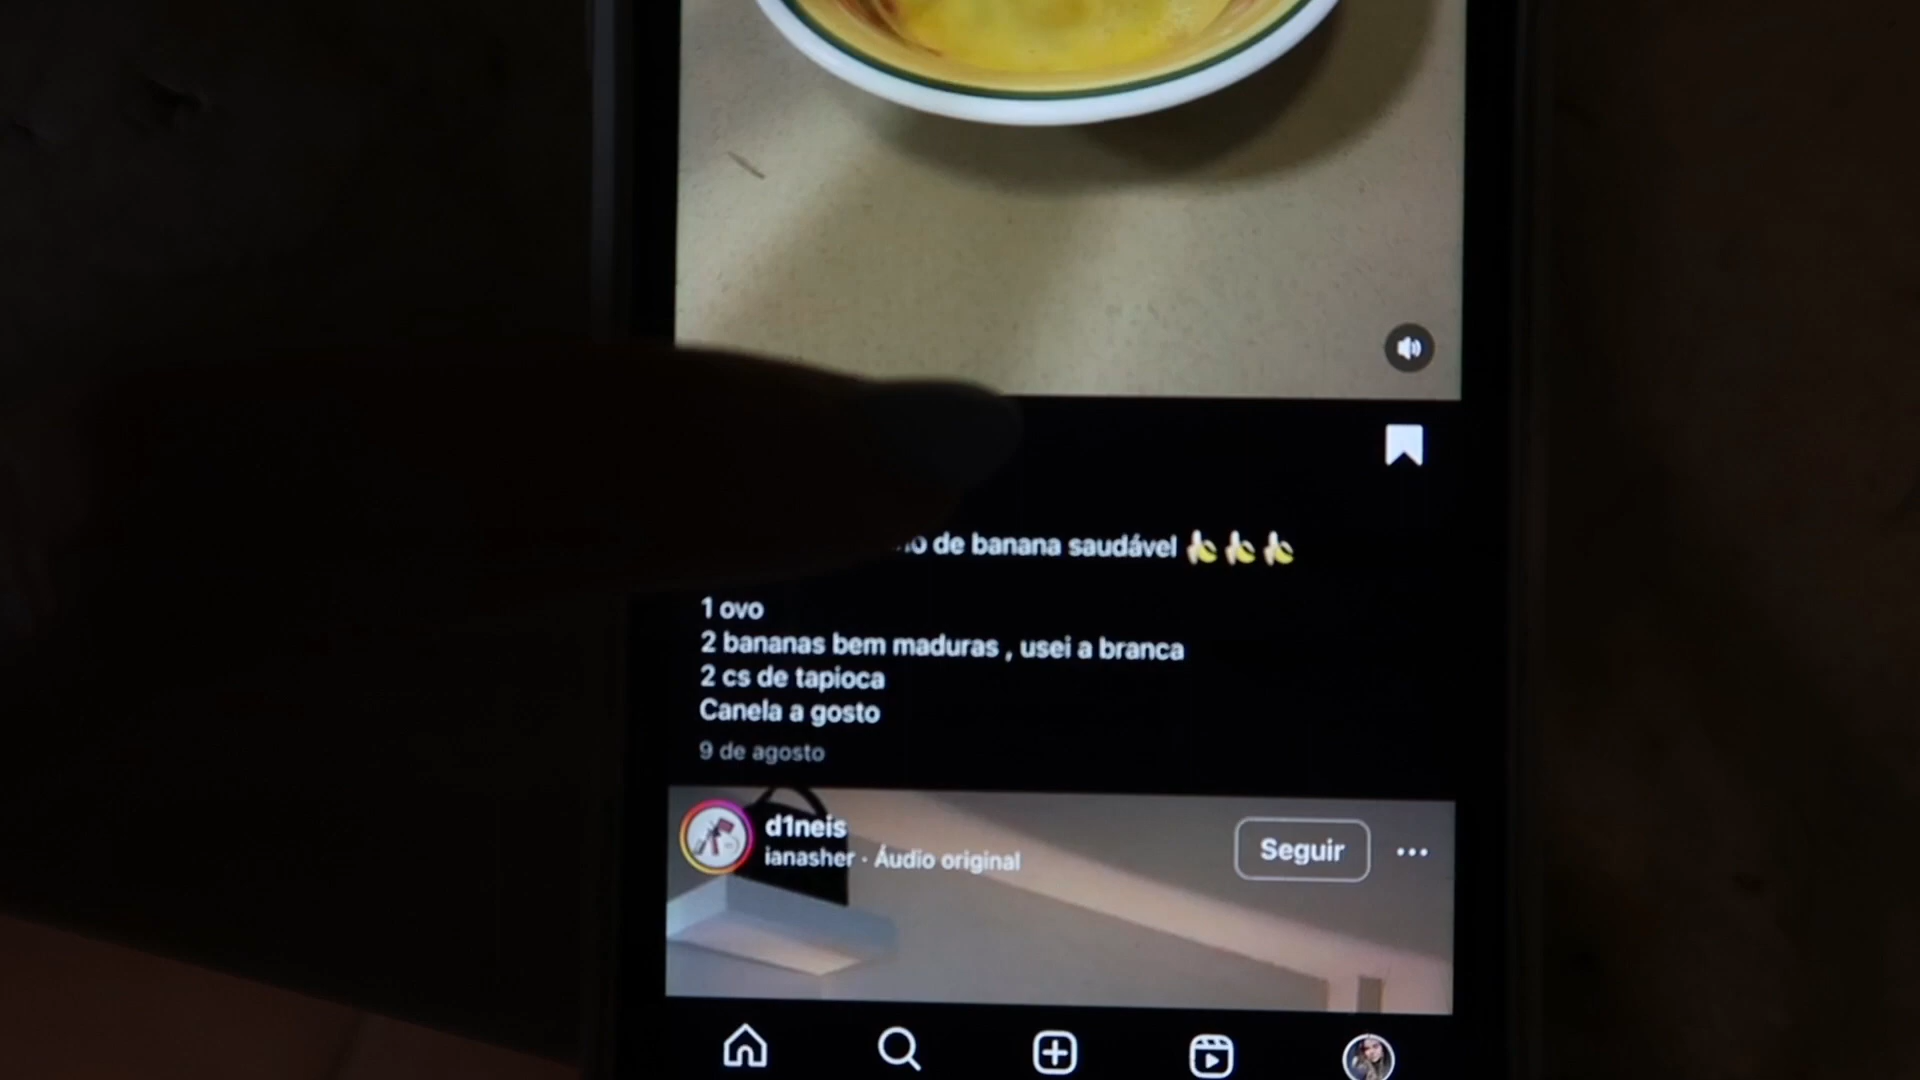 de banana saudável 🍌🍌🍌
1 ovo
2 bananas bem maduras , usei a branca
2 cs de tapioca
Canela a gosto
9 de agosto
d1neis
ianasher · Áudio original
Seguir